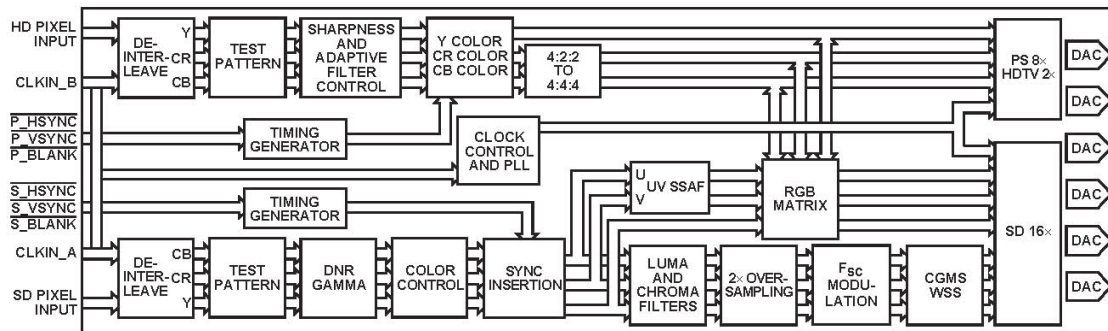 HD PIXEL
INPUT
CLKIN_B
P_HSYNC
P_VSYNC
P_BLANK
S_HSYNC
S_VSYNC
S_BLANK
CLKIN_A
SD PIXEL
INPUT
DE-
INTER-
LEAVE
Y
CR
CB
TEST
PATTERN
SHARPNESS
AND
ADAPTIVE
FILTER
CONTROL
Y COLOR
CR COLOR
CB COLOR
4:2:2
TO
4:4:4
PS 8×
HDTV 2×
TIMING
GENERATOR
CLOCK
CONTROL
AND PLL
TIMING
GENERATOR
U
V
UV SSAF
RGB
MATRIX
SD 16×
DE-
INTER-
LEAVE
CB
CR
Y
TEST
PATTERN
DNR
GAMMA
COLOR
CONTROL
SYNC
INSERTION
LUMA
AND
CHROMA
FILTERS
2× OVER-
SAMPLING
FSC
MODU-
LATION
CGMS
WSS
DAC
DAC
DAC
DAC
DAC
DAC